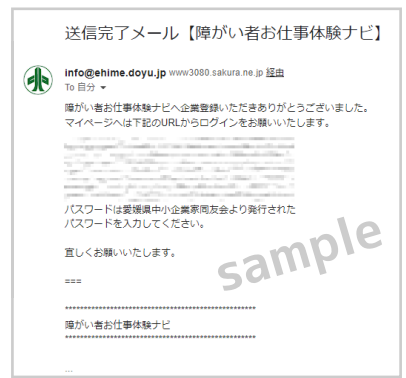 送信完了メール【障がい者お仕事体験ナビ】
info@ehime.doyu.jp www3080.sakura.ne.jp 経由
To 自分
障がい者お仕事体験ナビへ企業登録いただきありがとうございました。
マイページへは下記のURLからログインをお願いいたします。
パスワードは愛媛県中小企業家同友会より発行された
パスワードを入力してください。
宜しくお願いいたします。
===
**************************************************
障がい者お仕事体験ナビ
**************************************************
...
sample